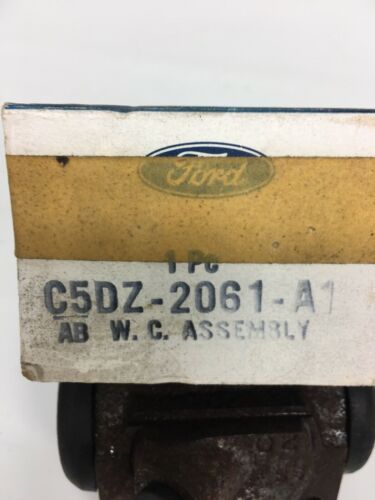 Ford
1 Pc
C5DZ-2061-A1
AB W. C. ASSEMBLY